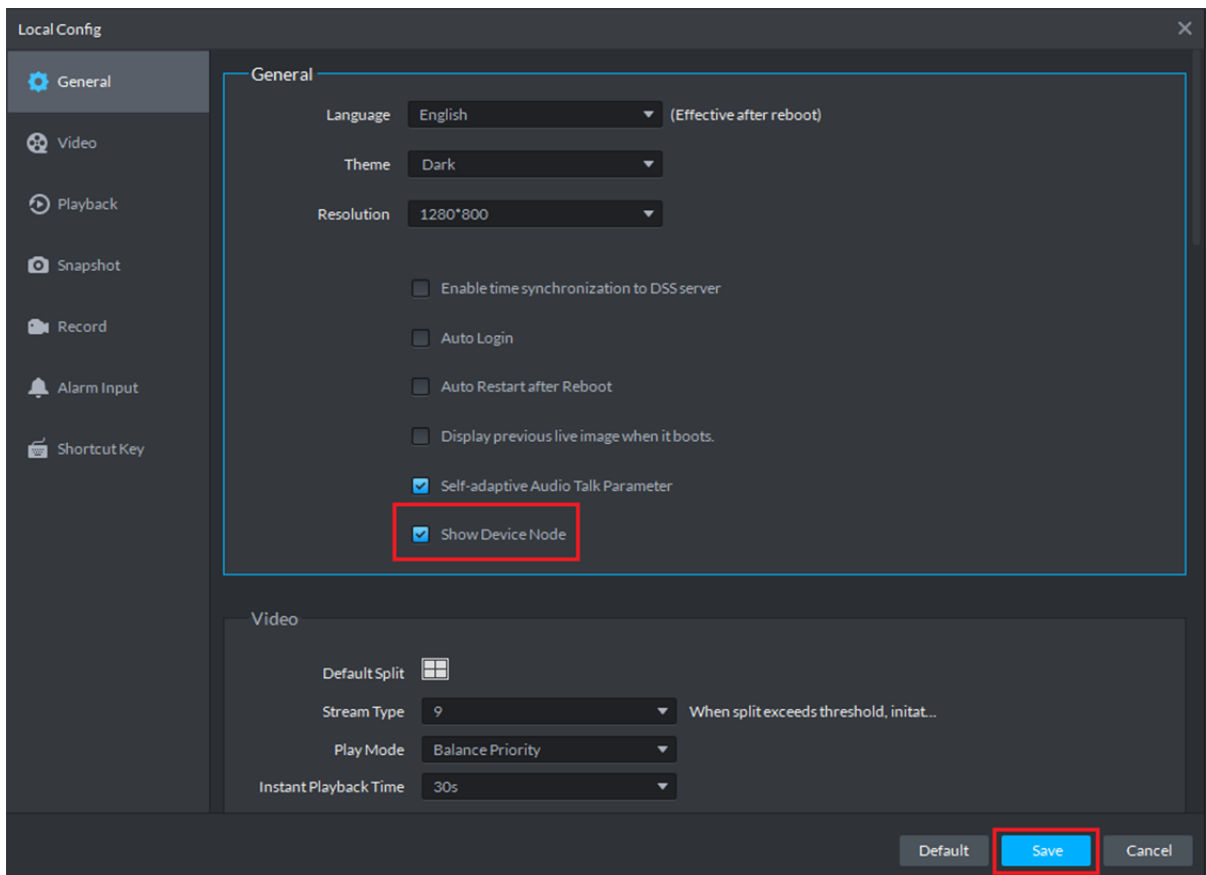 Local Config
General
Video
Playback
Snapshot
Record
Alarm Input
Shortcut Key
General
Language English (Effective after reboot)
Theme Dark
Resolution 1280*800
Enable time synchronization to DSS server
Auto Login
Auto Restart after Reboot
Display previous live image when it boots.
Self-adaptive Audio Talk Parameter
Show Device Node
Video
Default Split
Stream Type 9 When split exceeds threshold, initat...
Play Mode Balance Priority
Instant Playback Time 30s
Default Save Cancel